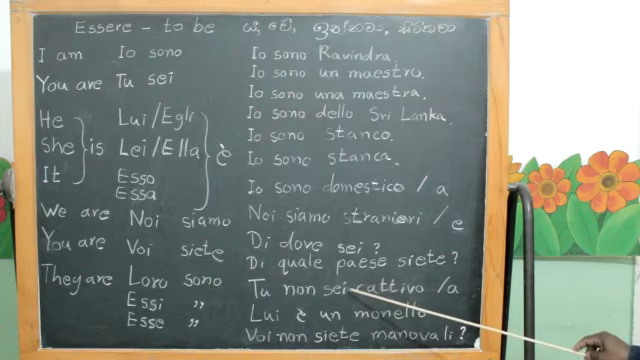 Essere - to be ය, වේ, ඉන්නවා, සිටිනවා
I am Io sono
You are Tu sei
He Lui/Egli
She is Lei/Ella è
It Esso
Essa
We are Noi siamo
You are Voi siete
They are Loro sono
Essi "
Esse "
Io sono Ravindra.
Io sono un maestro.
Io sono una maestra.
Io sono dello Sri Lanka.
Io sono stanco.
Io sono stanca.
Io sono domestico / a
Noi siamo stranieri / e
Di dove sei ?
Di quale paese siete ?
Tu non sei cattivo /a
Lui è un monello
Voi non siete manovali ?